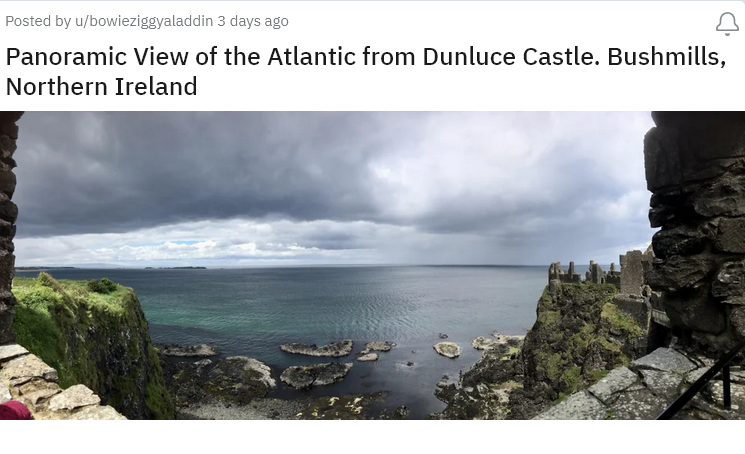 Posted by u/bowieziggyaladdin 3 days ago
Panoramic View of the Atlantic from Dunluce Castle. Bushmills,
Northern Ireland